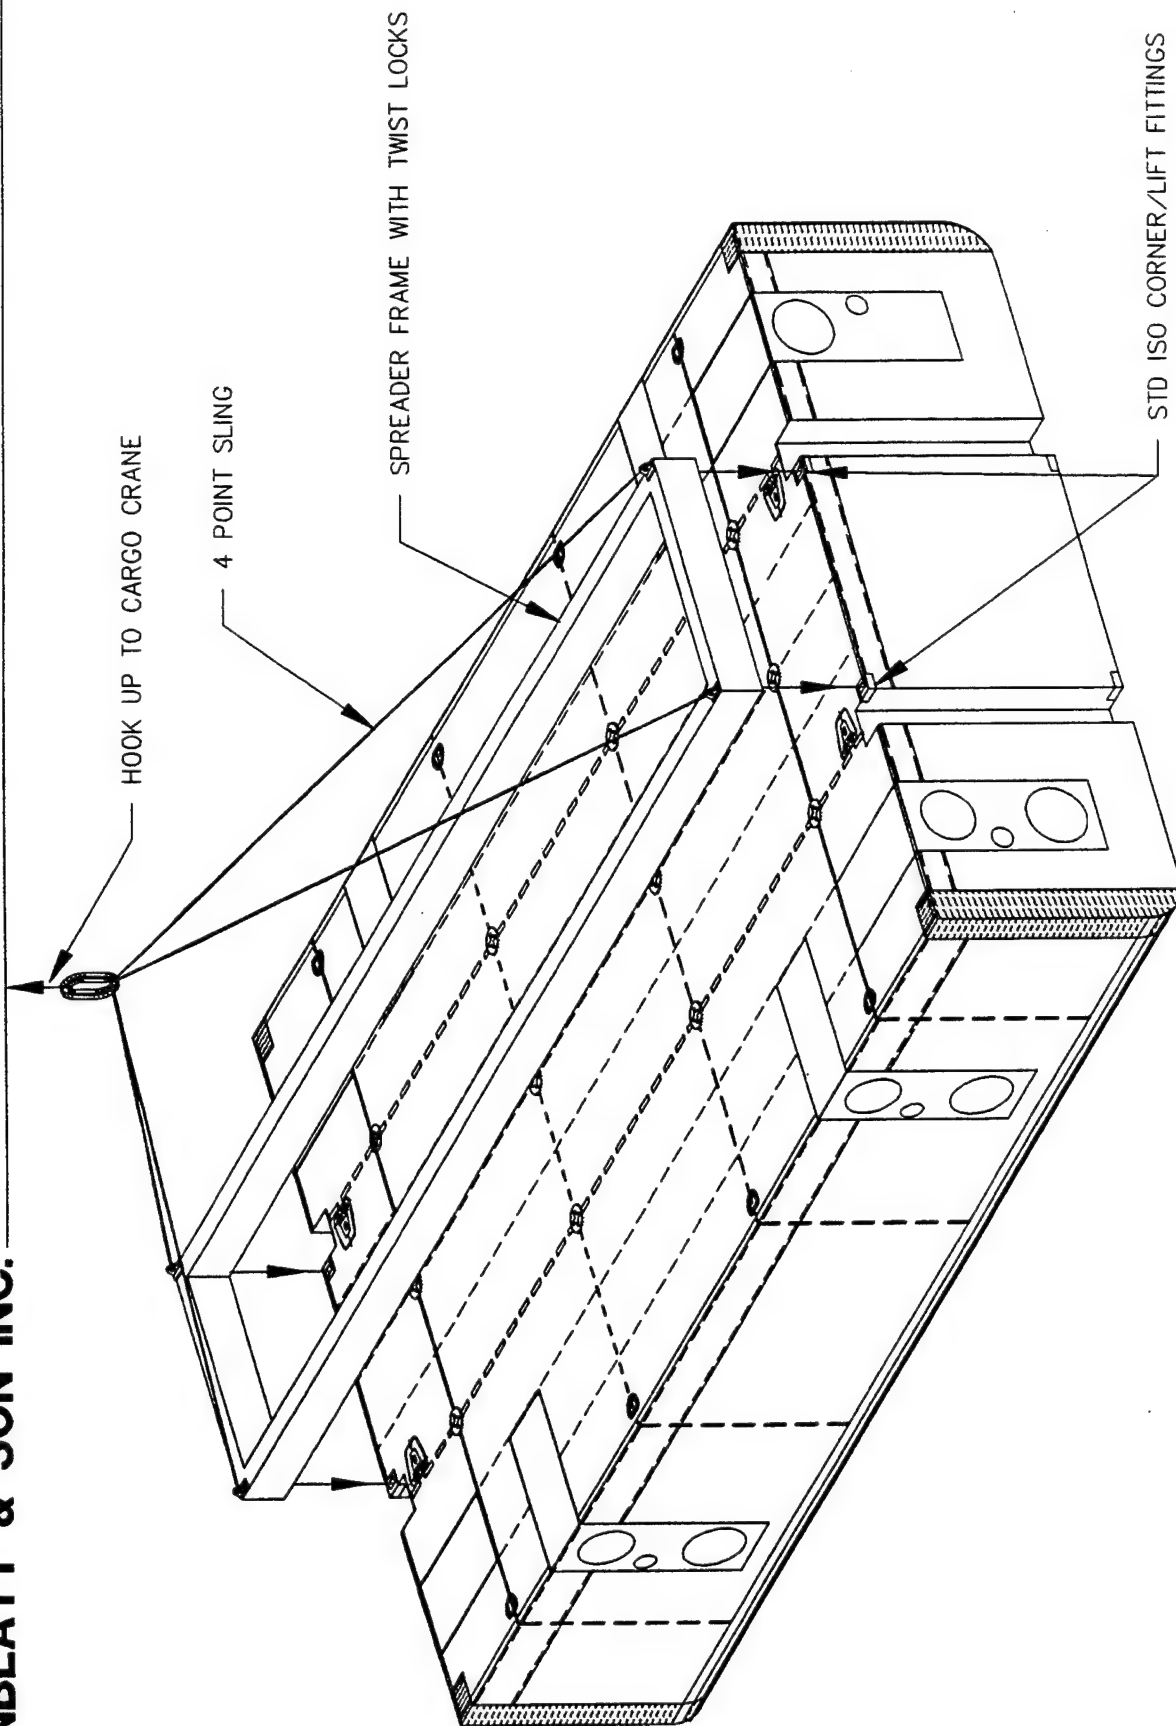 & SON INC.
HOOK UP TO CARGO CRANE
4 POINT SLING
SPREADER FRAME WITH TWIST LOCKS
STD ISO CORNER/LIFT FITTINGS